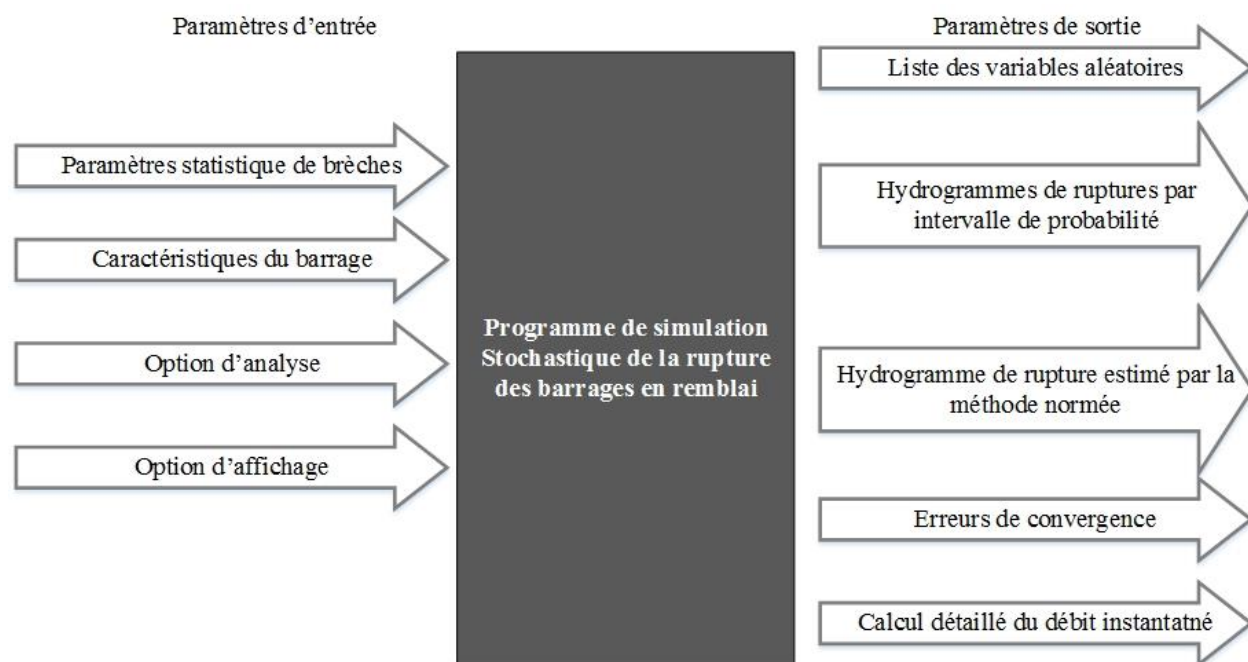 Paramètres d’entrée
Paramètres statistique de brèches
Caractéristiques du barrage
Option d’analyse
Option d’affichage
Programme de simulation
Stochastique de la rupture
des barrages en remblai
Paramètres de sortie
Liste des variables aléatoires
Hydrogrammes de ruptures par
intervalle de probabilité
Hydrogramme de rupture estimé par la
méthode normée
Erreurs de convergence
Calcul détaillé du débit instantatné